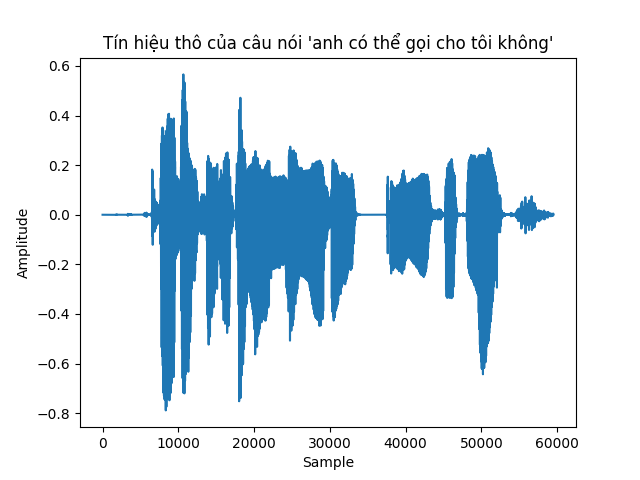 Tín hiệu thô của câu nói 'anh có thể gọi cho tôi không'
0.6
0.4
0.2
0.0
−0.2
−0.4
−0.6
−0.8
Amplitude
0 10000 20000 30000 40000 50000 60000
Sample